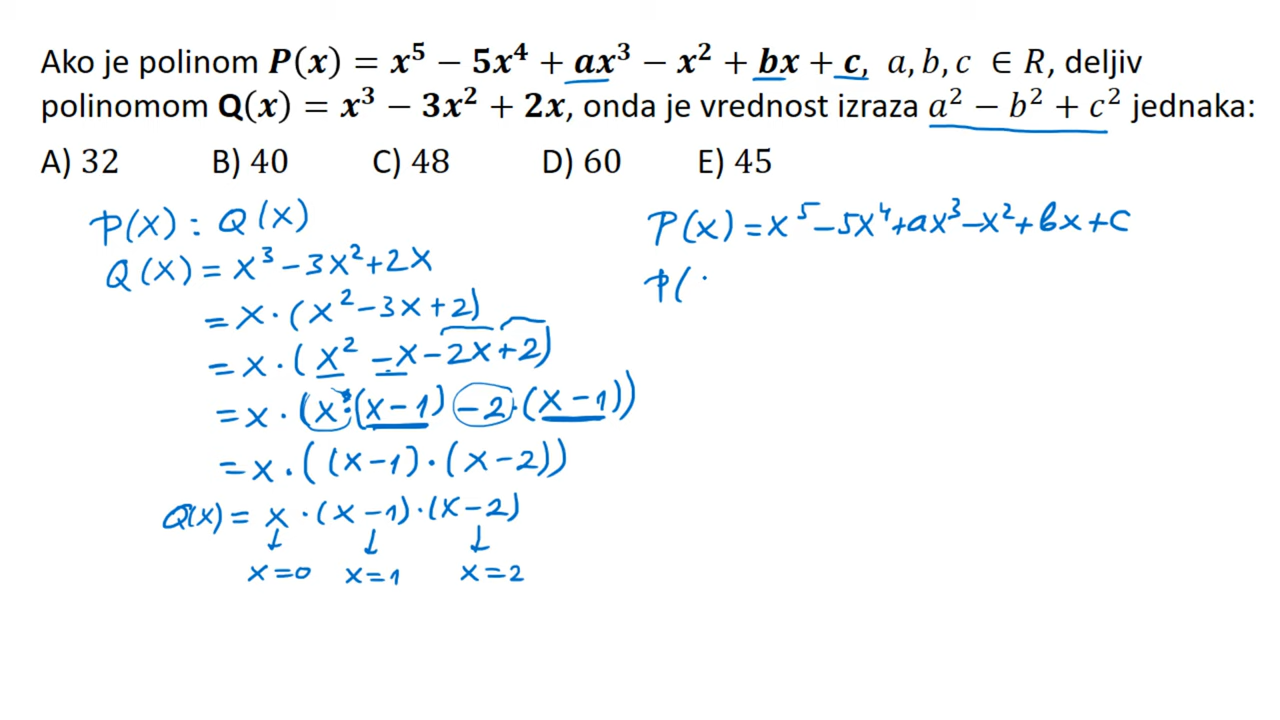 Ako je polinom P(x) = x⁵ − 5x⁴ + ax³ − x² + bx + c, a, b, c ∈ R, deljiv
polinomom Q(x) = x³ − 3x² + 2x, onda je vrednost izraza a² − b² + c² jednaka:
A) 32 B) 40 C) 48 D) 60 E) 45
P(x) : Q(x)
Q(x) = x³ − 3x² + 2x
= x · (x² − 3x + 2)
= x · (x² − x − 2x + 2)
= x · (x · (x − 1) − 2 · (x − 1))
= x · ((x − 1) · (x − 2))
Q(x) = x · (x − 1) · (x − 2)
↓ ↓ ↓
x = 0 x = 1 x = 2
P(x) = x⁵ − 5x⁴ + ax³ − x² + bx + c
P(